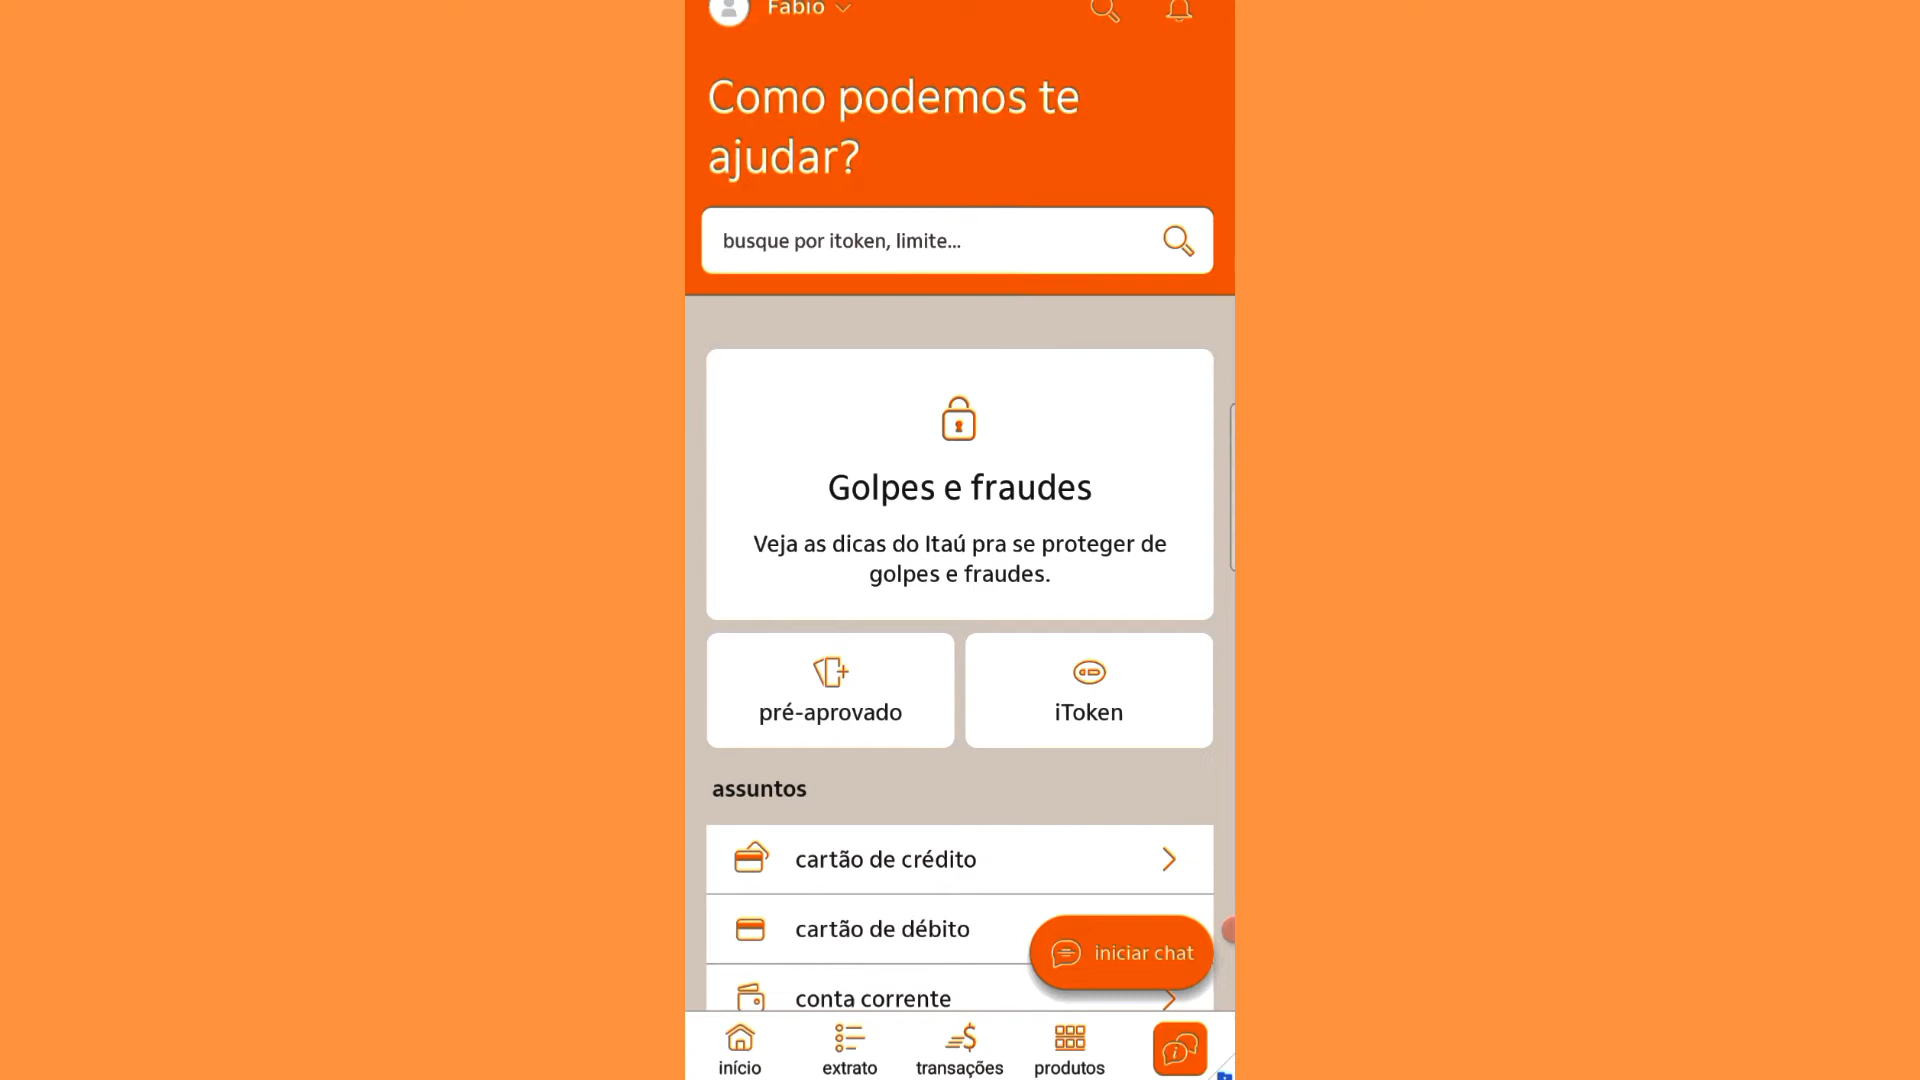 Fabio
Como podemos te
ajudar?
busque por itoken, limite...
Golpes e fraudes
Veja as dicas do Itaú pra se proteger de
golpes e fraudes.
pré-aprovado
iToken
assuntos
cartão de crédito
cartão de débito
iniciar chat
conta corrente
início
extrato
transações
produtos